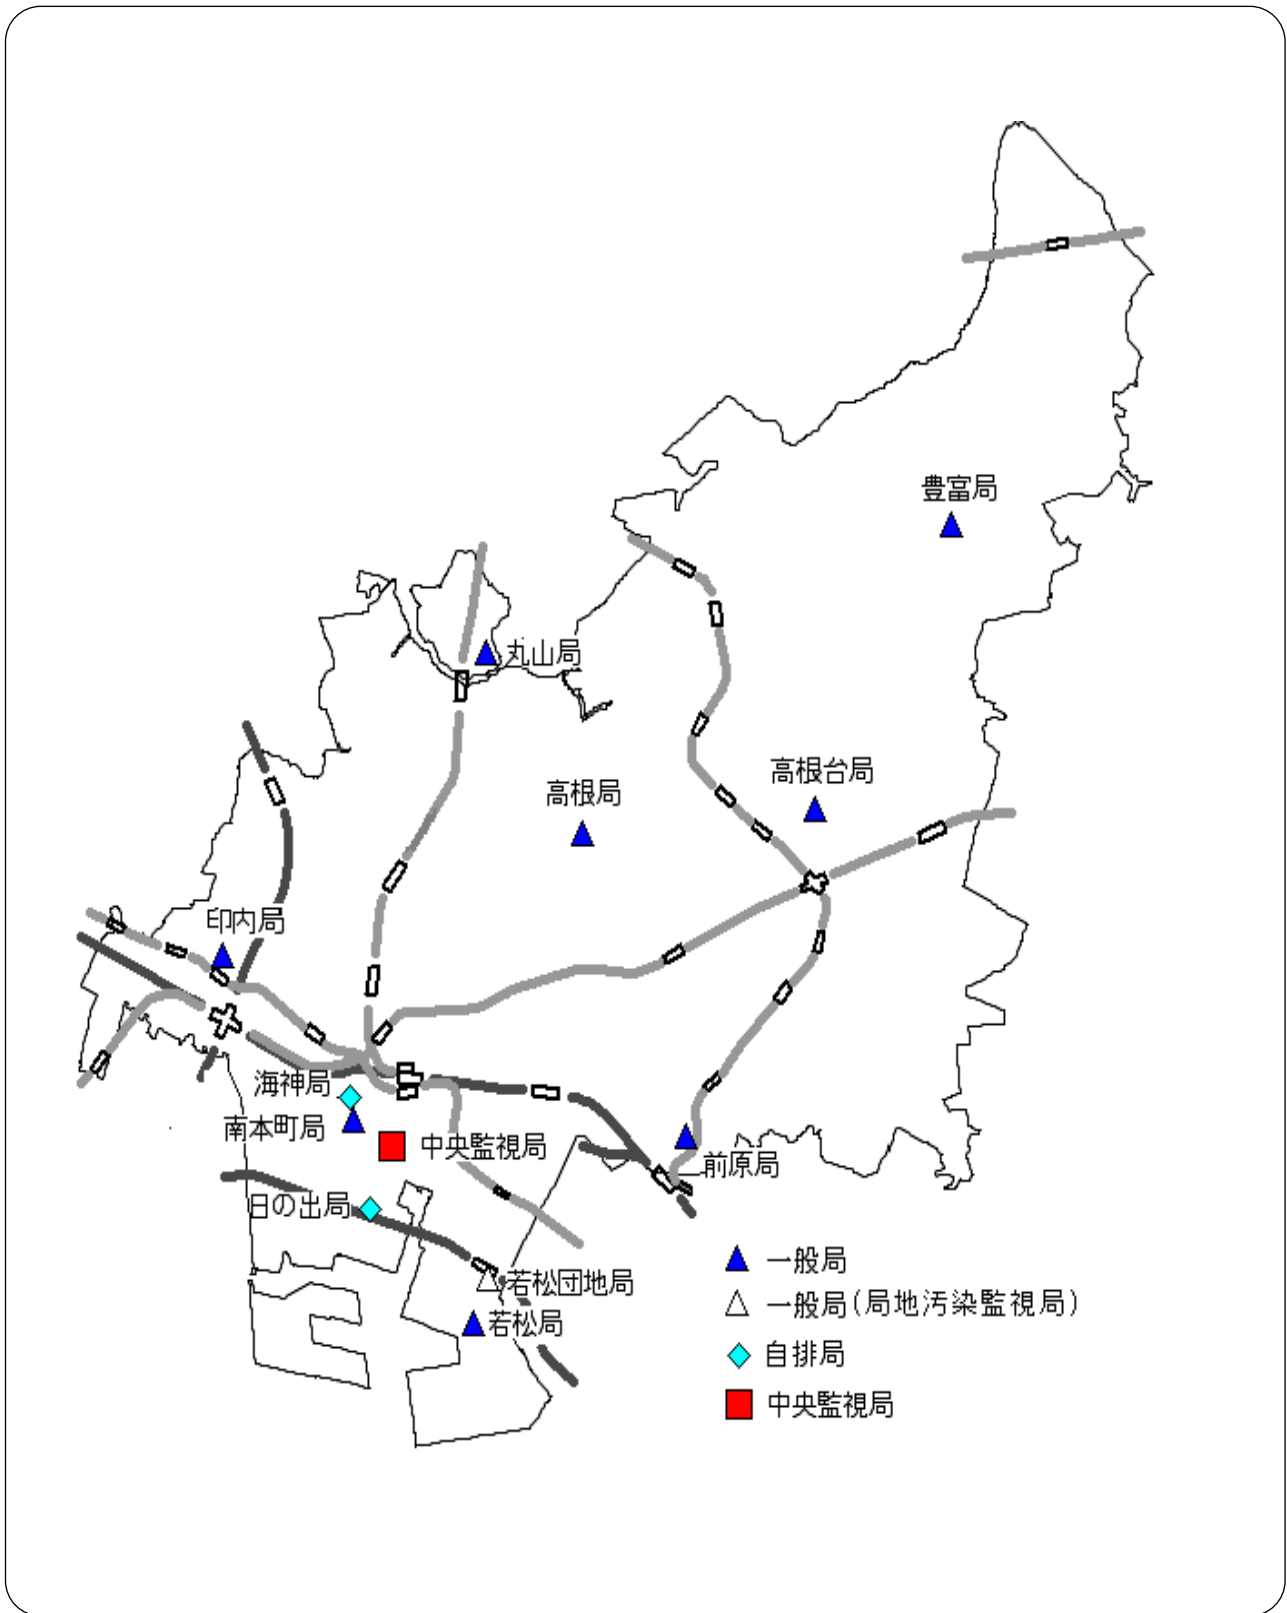 豊富局
丸山局
高根台局
高根局
印内局
海神局
南本町局
中央監視局
前原局
日の出局
若松団地局
若松局
一般局
一般局(局地汚染監視局)
自排局
中央監視局